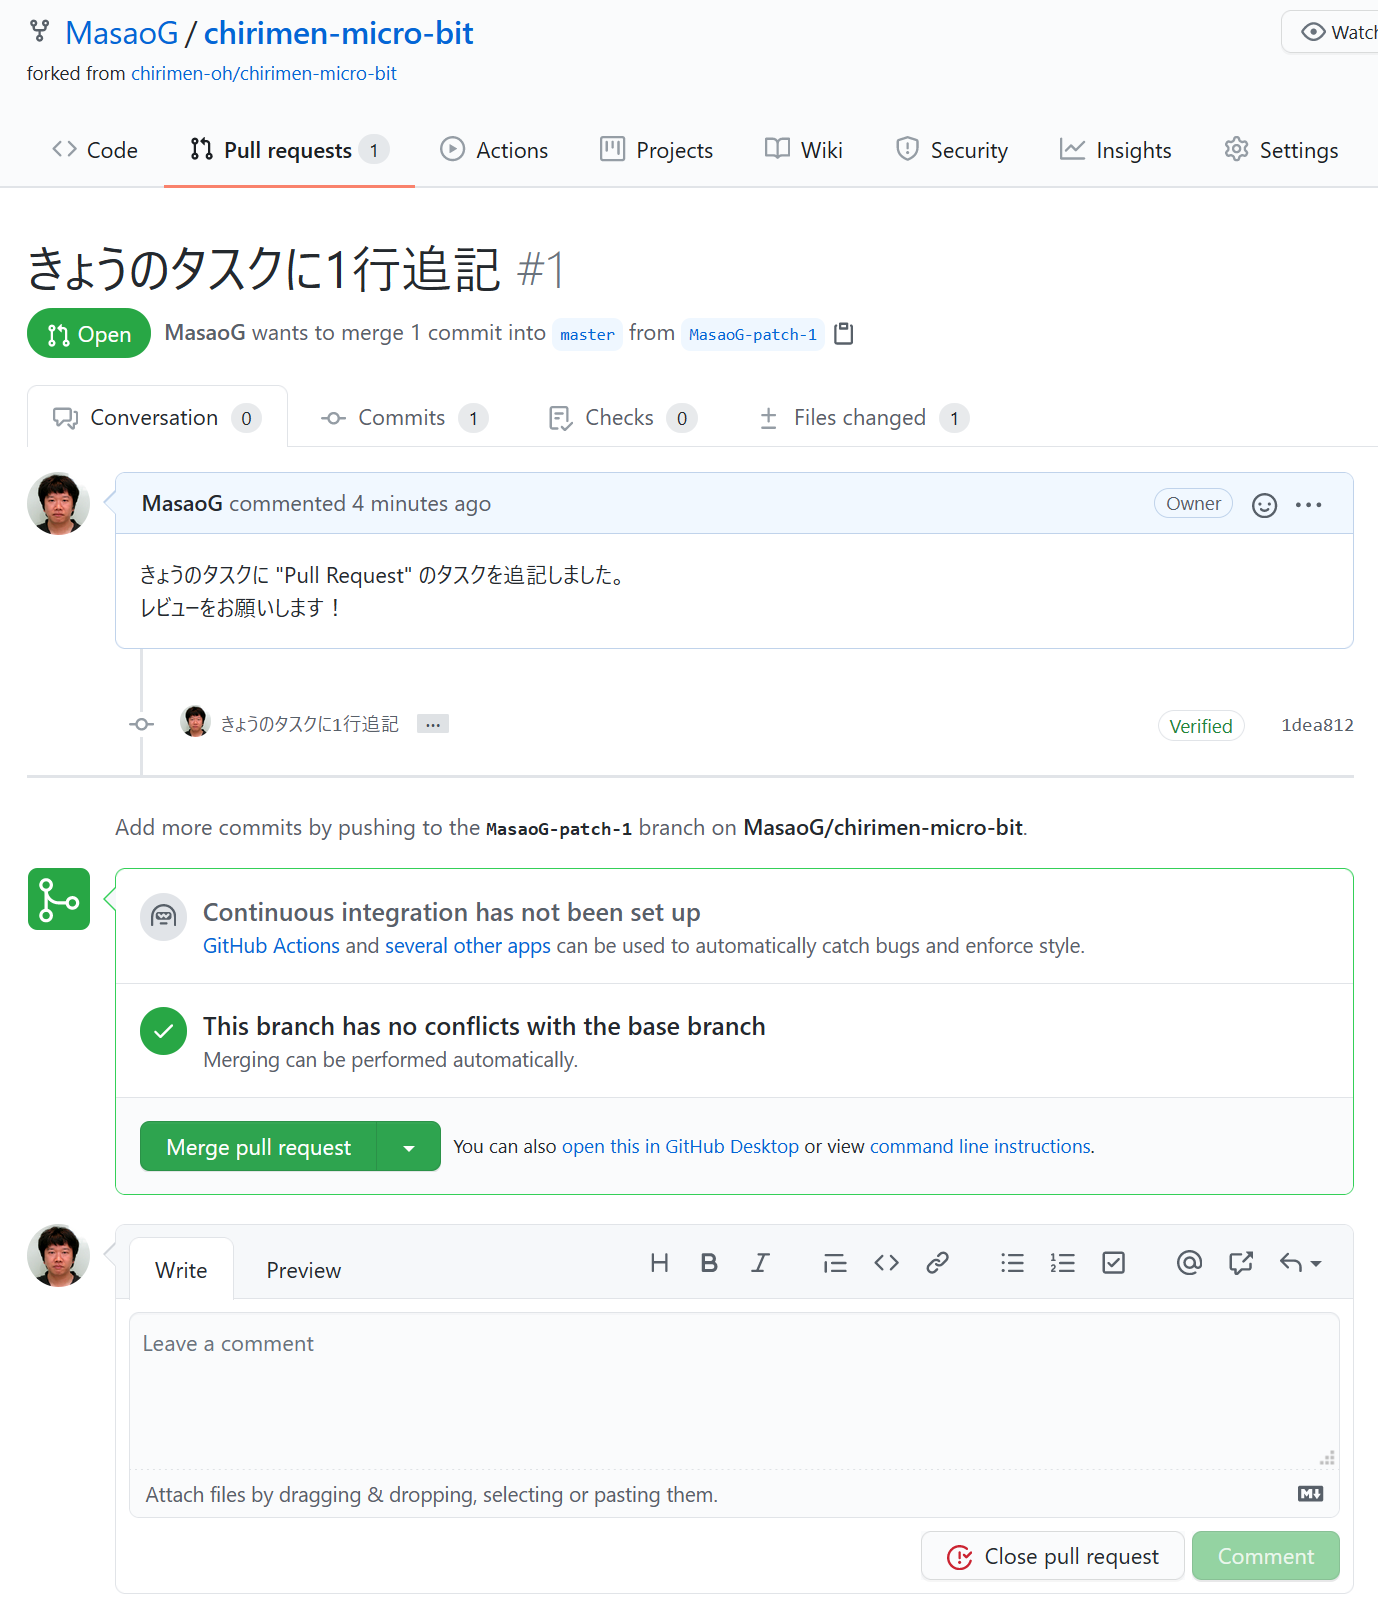 MasaoG / chirimen-micro-bit
Watch
forked from chirimen-oh/chirimen-micro-bit
Code Pull requests 1 Actions Projects Wiki Security Insights Settings
きょうのタスクに1行追記 #1
Open MasaoG wants to merge 1 commit into master from MasaoG-patch-1
Conversation 0 Commits 1 Checks 0 Files changed 1
MasaoG commented 4 minutes ago Owner
きょうのタスクに "Pull Request" のタスクを追記しました。
レビューをお願いします！
きょうのタスクに1行追記 … Verified 1dea812
Add more commits by pushing to the MasaoG-patch-1 branch on MasaoG/chirimen-micro-bit.
Continuous integration has not been set up
GitHub Actions and several other apps can be used to automatically catch bugs and enforce style.
This branch has no conflicts with the base branch
Merging can be performed automatically.
Merge pull request You can also open this in GitHub Desktop or view command line instructions.
Write Preview
Leave a comment
Attach files by dragging & dropping, selecting or pasting them.
Close pull request Comment